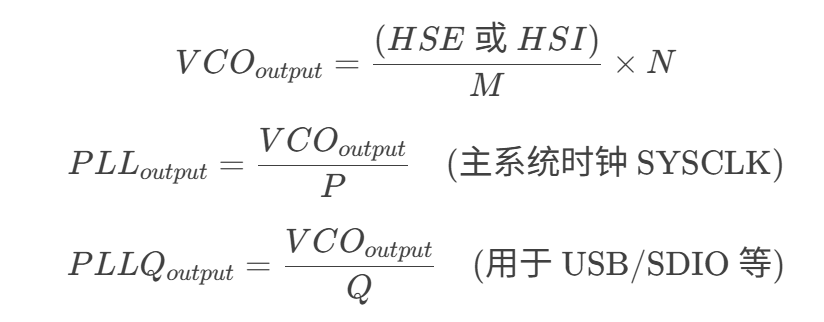 VCO_output = (HSE 或 HSI) / M × N
PLL_output = VCO_output / P (主系统时钟 SYSCLK)
PLLQ_output = VCO_output / Q (用于 USB/SDIO 等)